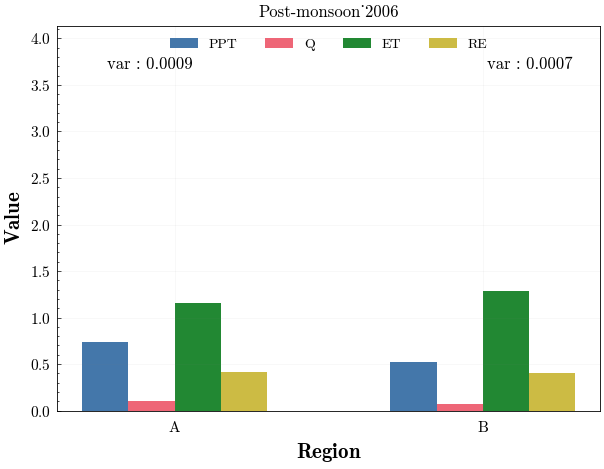 Post-monsoon˙2006
PPT Q ET RE
var : 0.0009 var : 0.0007
4.0
3.5
3.0
2.5
2.0
1.5
1.0
0.5
0.0
Value
A B
Region